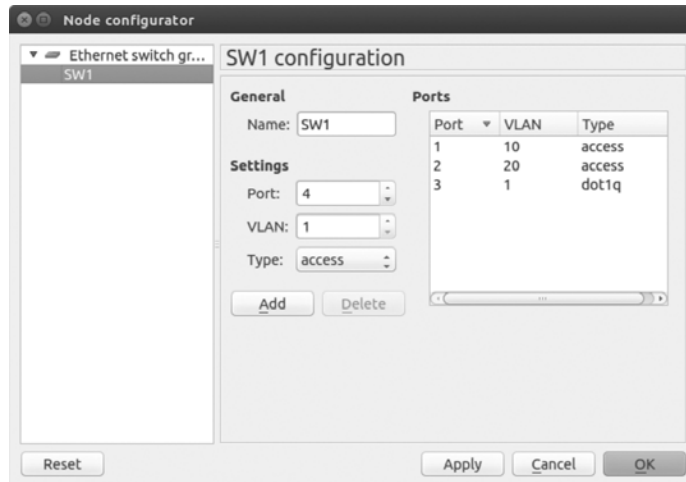 Node configurator
Ethernet switch gr...
SW1
SW1 configuration
General
Name: SW1
Settings
Port: 4
VLAN: 1
Type: access
Add Delete
Ports
Port VLAN Type
1 10 access
2 20 access
3 1 dot1q
Reset Apply Cancel OK